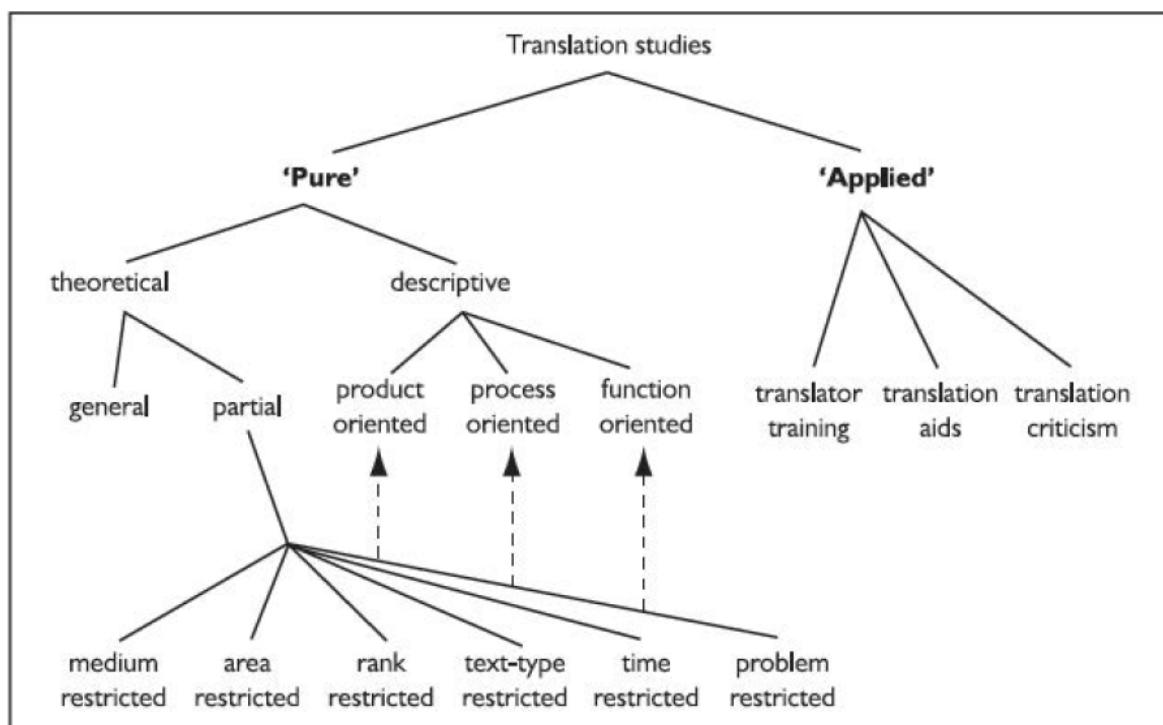 Translation studies
‘Pure’
‘Applied’
theoretical
descriptive
general
partial
product
oriented
process
oriented
function
oriented
translator
training
translation
aids
translation
criticism
medium
restricted
area
restricted
rank
restricted
text-type
restricted
time
restricted
problem
restricted